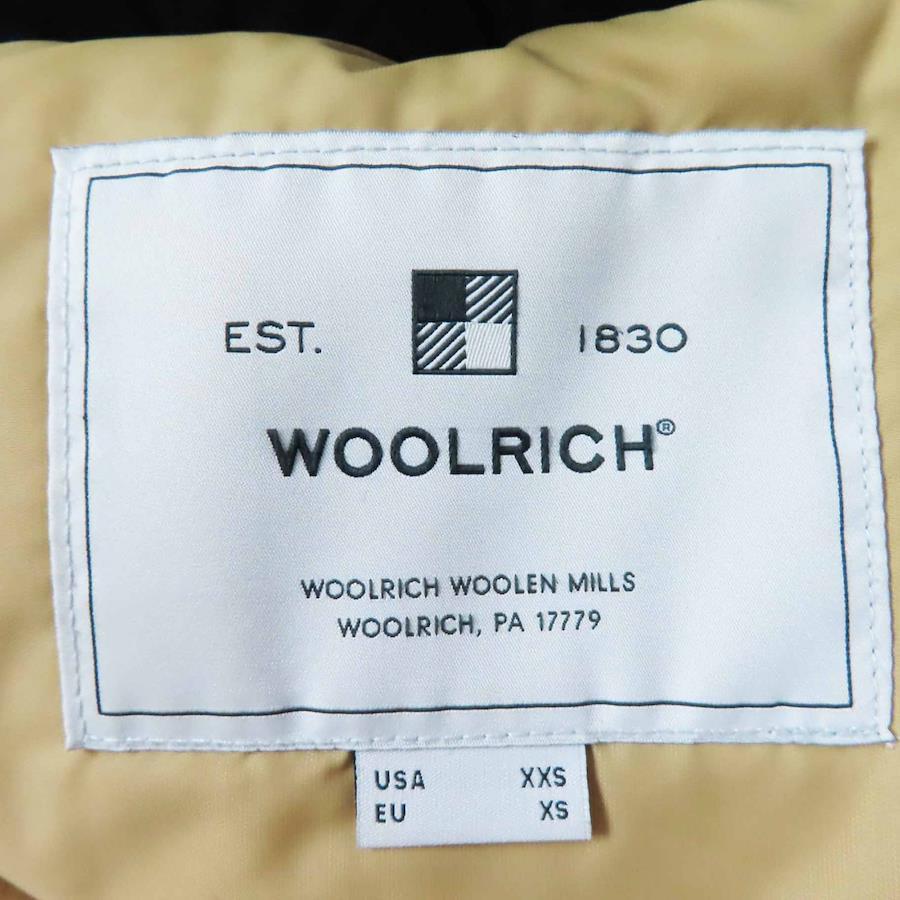 EST. 1830
WOOLRICH®
WOOLRICH WOOLEN MILLS
WOOLRICH, PA 17779
USA XXS
EU XS